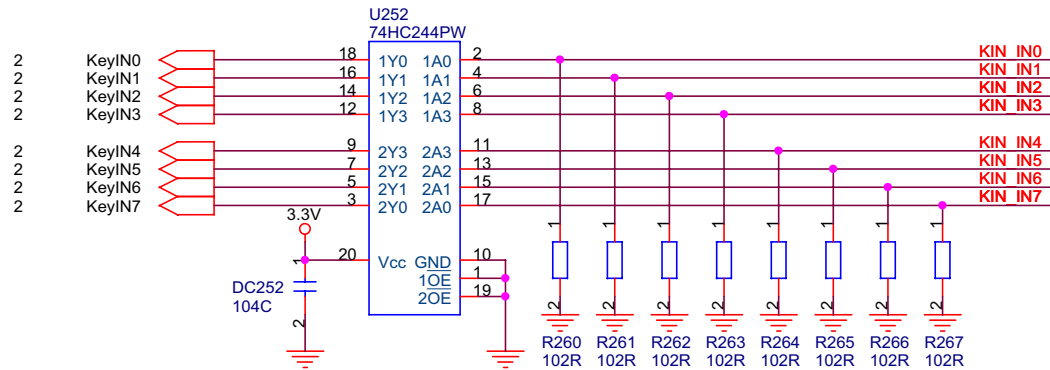 U252
74HC244PW
2 KeyIN0 18 1Y0 1A0 2 KIN_IN0
2 KeyIN1 16 1Y1 1A1 4 KIN_IN1
2 KeyIN2 14 1Y2 1A2 6 KIN_IN2
2 KeyIN3 12 1Y3 1A3 8 KIN_IN3
2 KeyIN4 9 2Y3 2A3 11 KIN_IN4
2 KeyIN5 7 2Y2 2A2 13 KIN_IN5
2 KeyIN6 5 2Y1 2A1 15 KIN_IN6
2 KeyIN7 3 2Y0 2A0 17 KIN_IN7
3.3V
1 1 1 1 1 1 1 1
1 20 Vcc GND 10
1OE 1
2OE 19
DC252
104C
2
2 2 2 2 2 2 2 2
R260 R261 R262 R263 R264 R265 R266 R267
102R 102R 102R 102R 102R 102R 102R 102R